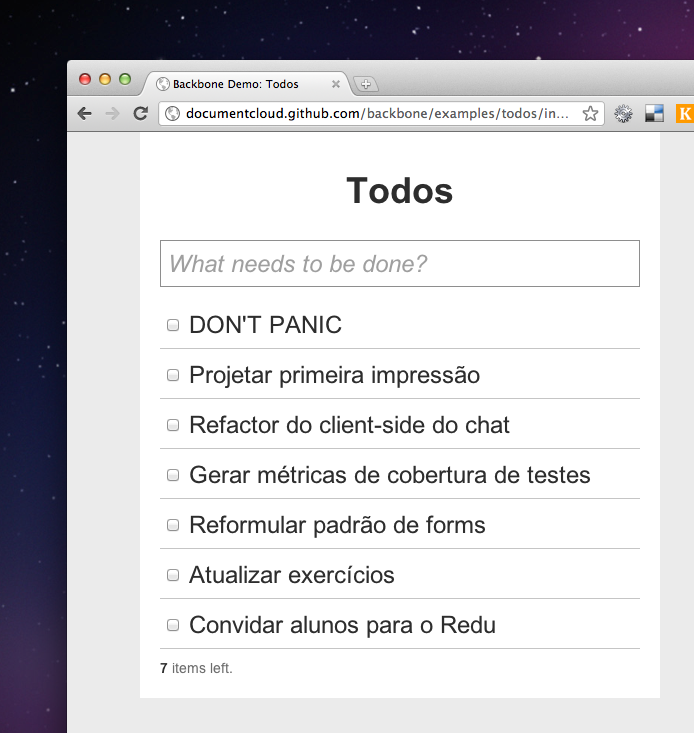 Backbone Demo: Todos
documentcloud.github.com/backbone/examples/todos/in...
K
Todos
What needs to be done?
DON'T PANIC
Projetar primeira impressão
Refactor do client-side do chat
Gerar métricas de cobertura de testes
Reformular padrão de forms
Atualizar exercícios
Convidar alunos para o Redu
7 items left.